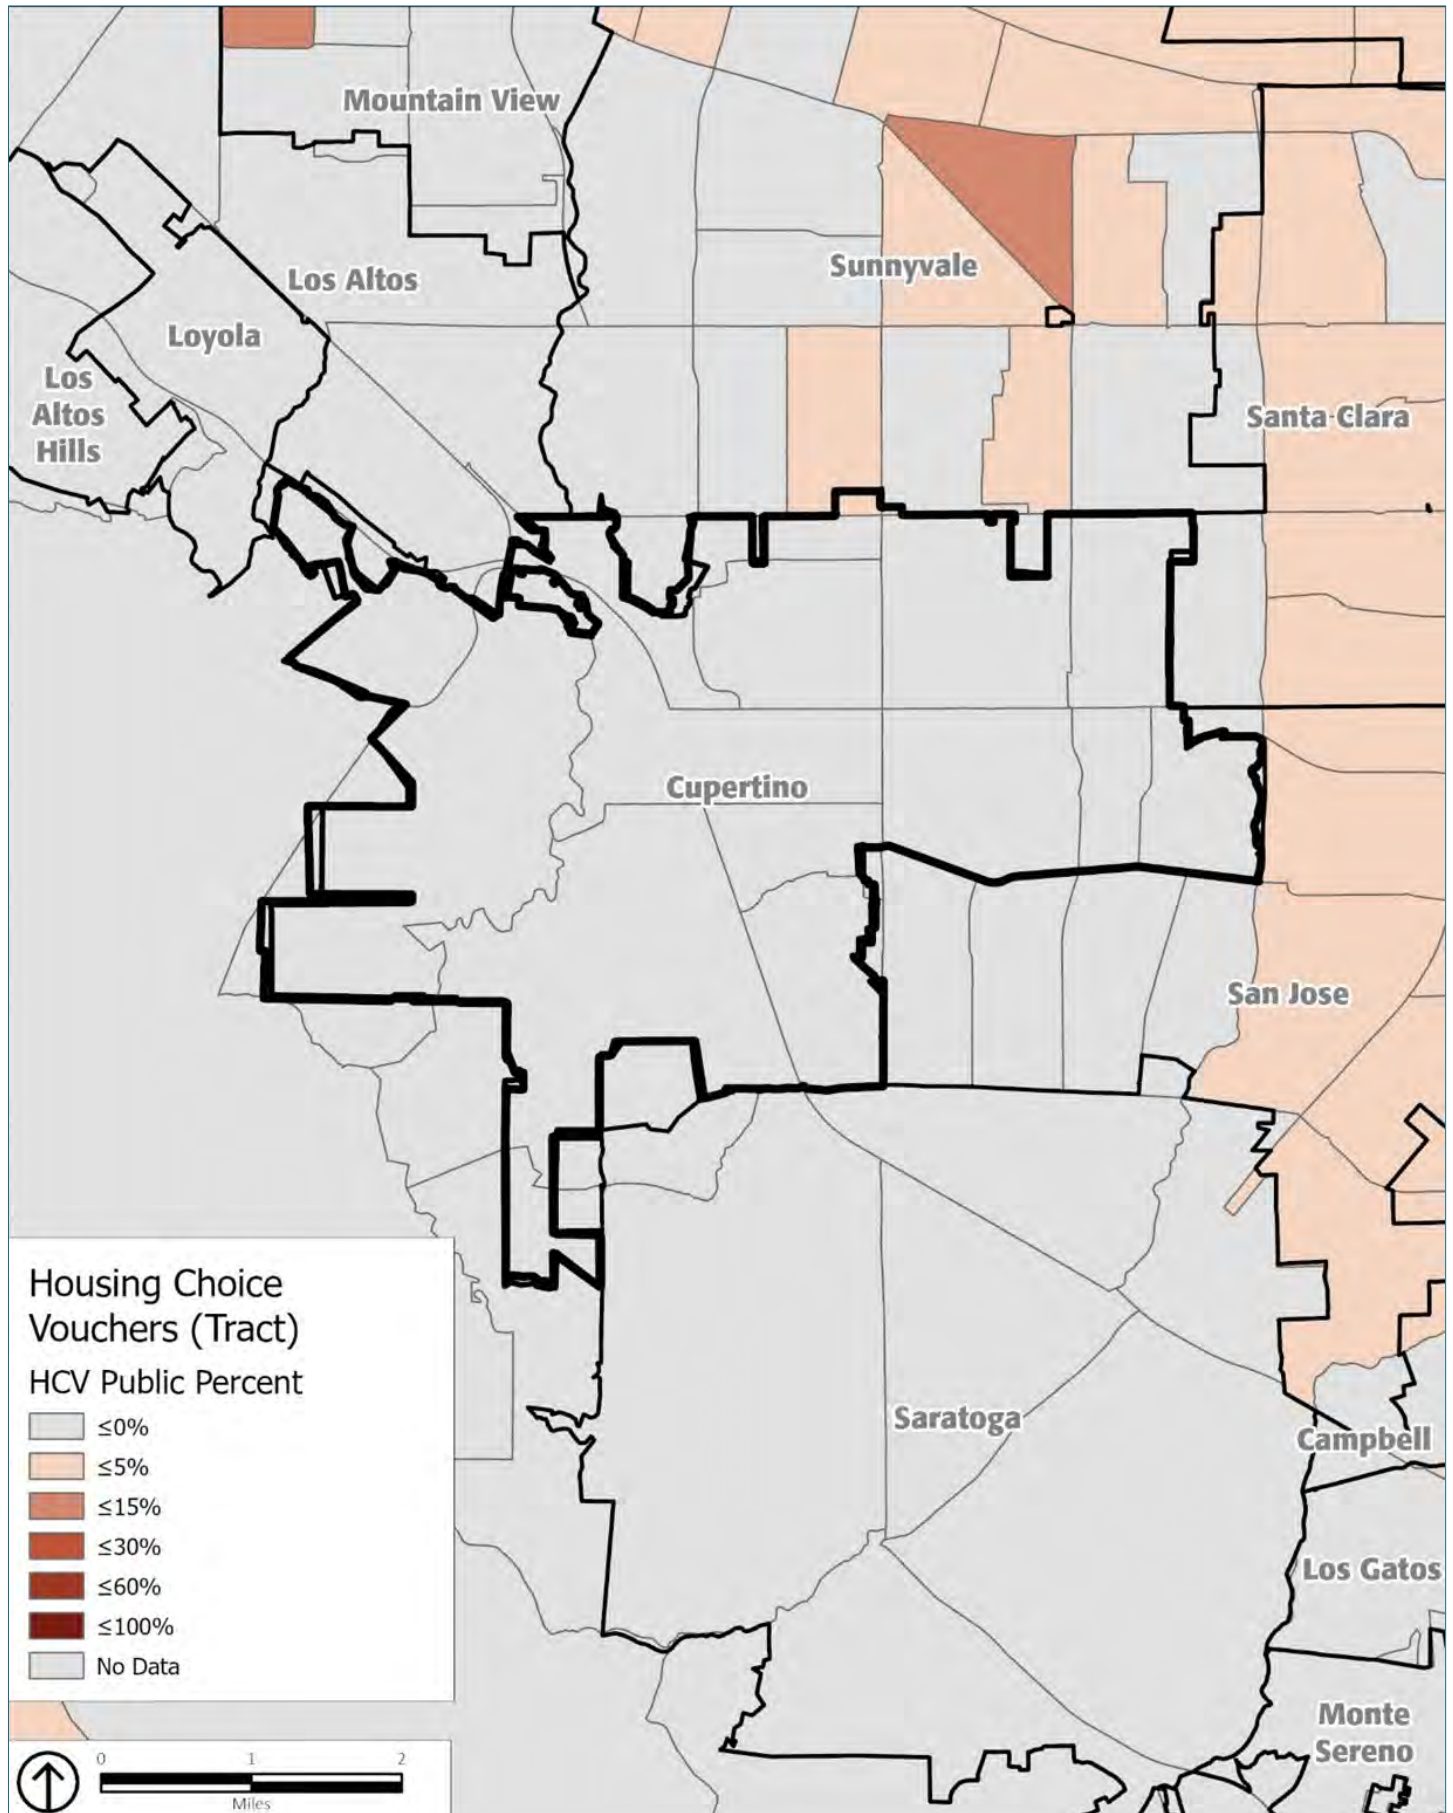 Mountain View
Los Altos
Sunnyvale
Loyola
Los
Altos
Hills
Santa Clara
Cupertino
San Jose
Saratoga
Campbell
Los Gatos
Monte
Sereno
Housing Choice
Vouchers (Tract)
HCV Public Percent
≤0%
≤5%
≤15%
≤30%
≤60%
≤100%
No Data
0 1 2
Miles